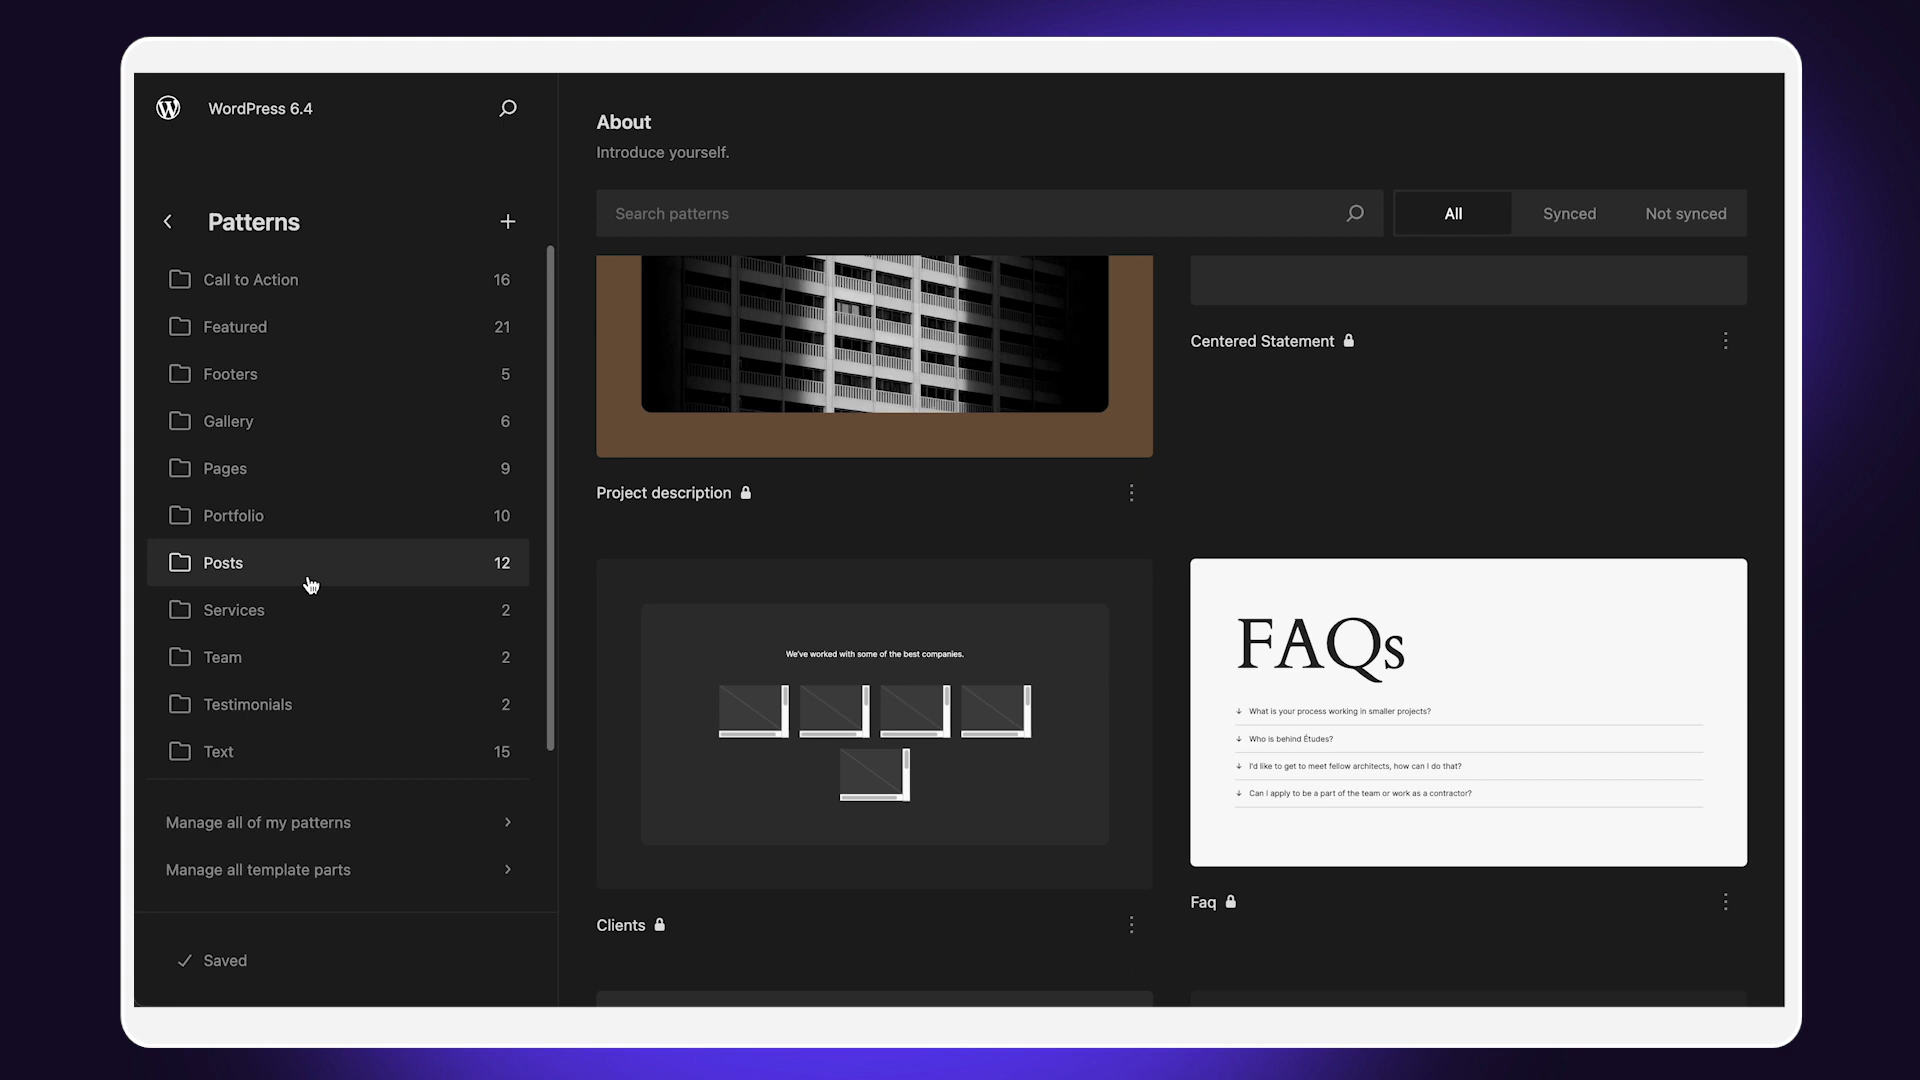 WordPress 6.4
Patterns
Call to Action 16
Featured 21
Footers 5
Gallery 6
Pages 9
Portfolio 10
Posts 12
Services 2
Team 2
Testimonials 2
Text 15
Manage all of my patterns
Manage all template parts
Saved
About
Introduce yourself.
Search patterns
All Synced Not synced
Project description
Centered Statement
We've worked with some of the best companies.
Clients
FAQs
What is your process working in smaller projects?
Who is behind Études?
I'd like to get to meet fellow architects, how can I do that?
Can I apply to be a part of the team or work as a contractor?
Faq